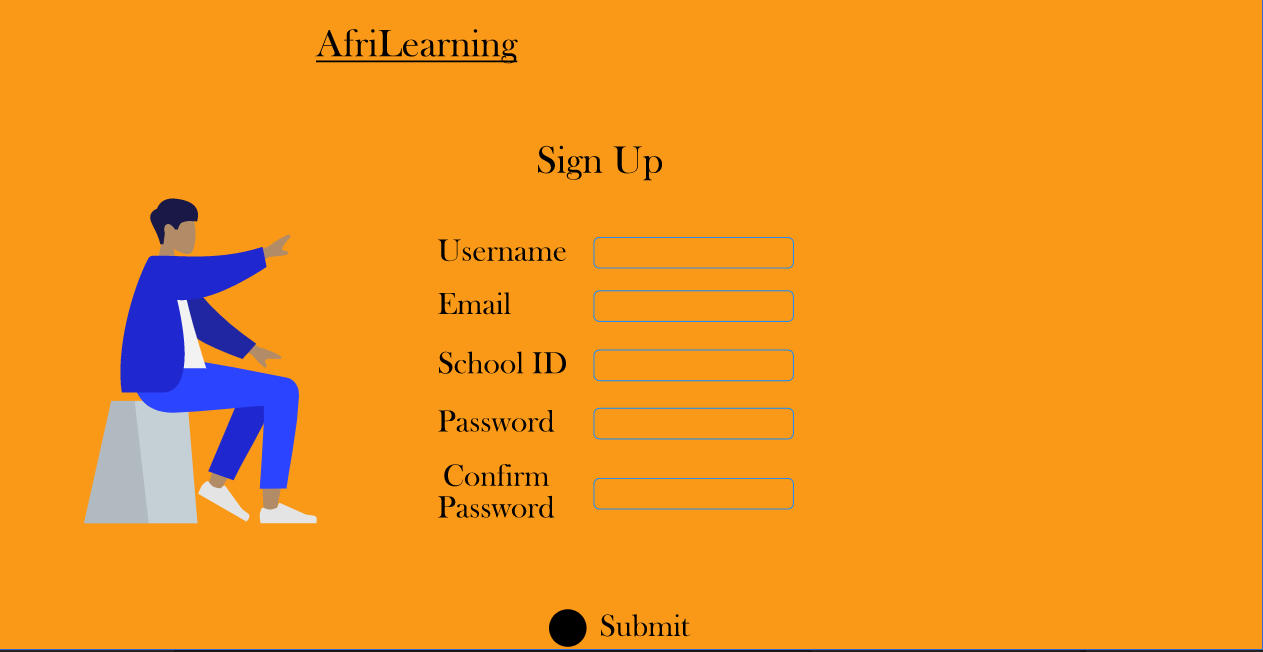 AfriLearning
Sign Up
Username
Email
School ID
Password
Confirm
Password
Submit